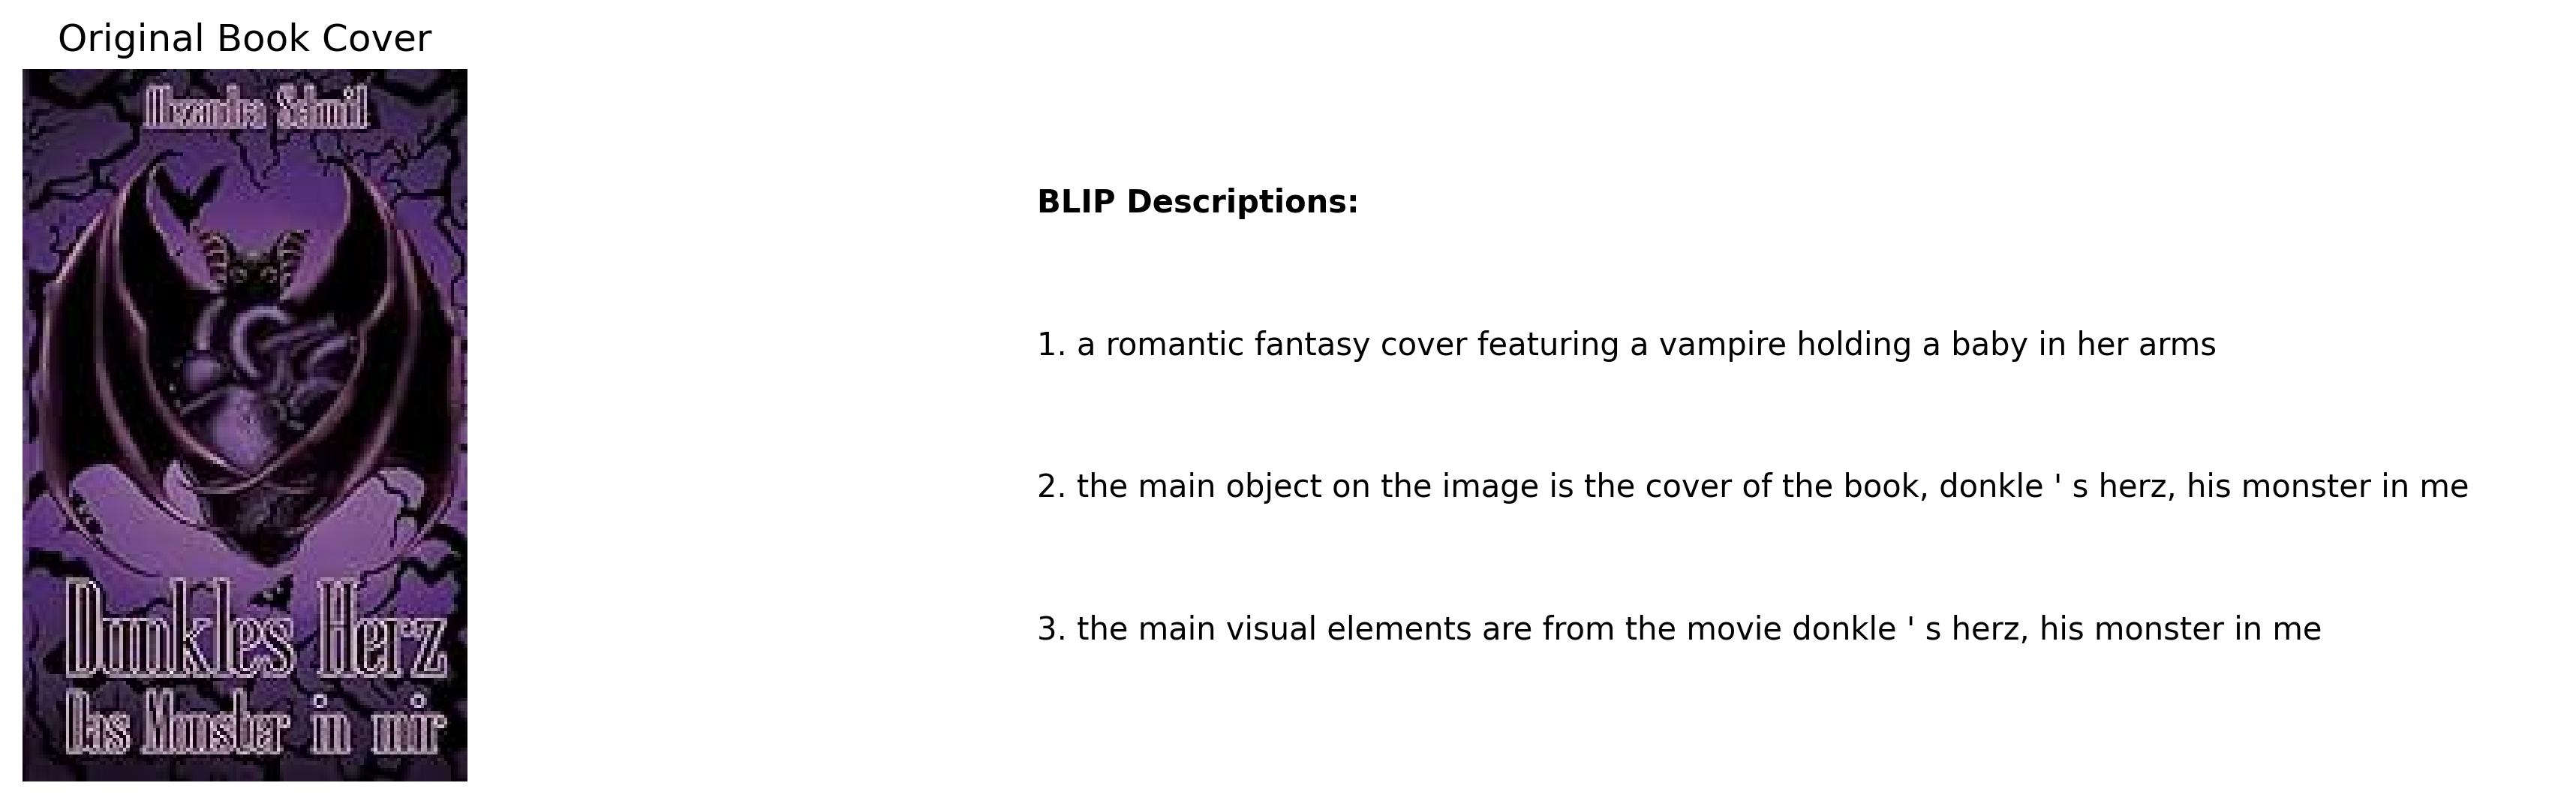 Original Book Cover
Alexandra Schmil
Dunkles Herz
Das Monster in mir
BLIP Descriptions:
1. a romantic fantasy cover featuring a vampire holding a baby in her arms
2. the main object on the image is the cover of the book, donkle ' s herz, his monster in me
3. the main visual elements are from the movie donkle ' s herz, his monster in me